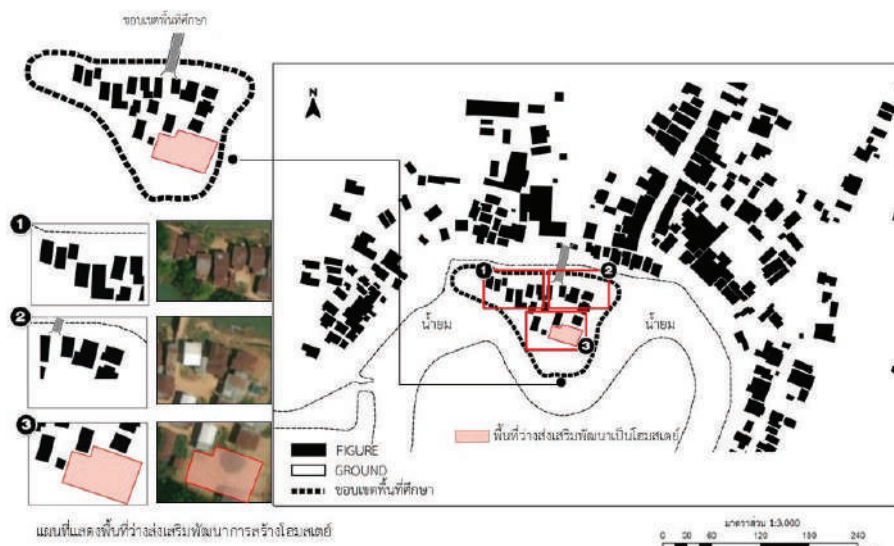 ขอบเขตพื้นที่ศึกษา
N
1
2
3
1
2
3
น้ำยม
น้ำยม
พื้นที่ว่างส่งเสริมพัฒนาเป็นโฮมสเตย์
FIGURE
GROUND
ขอบเขตพื้นที่ศึกษา
แผนที่แสดงพื้นที่ว่างส่งเสริมพัฒนาการสร้างโฮมสเตย์
มาตราส่วน 1:3,000
0 30 60 120 180 240